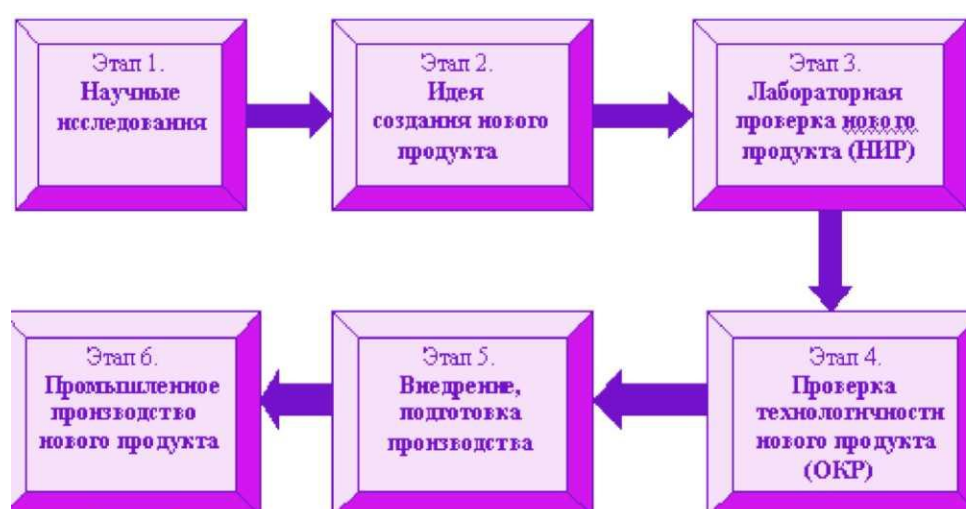 Этап 1.
Научные
исследования
Этап 2.
Идея
создания нового
продукта
Этап 3.
Лабораторная
проверка нового
продукта (НИР)
Этап 4.
Проверка
технологичности
нового продукта
(ОКР)
Этап 5.
Внедрение,
подготовка
производства
Этап 6.
Промышленное
производство
нового продукта